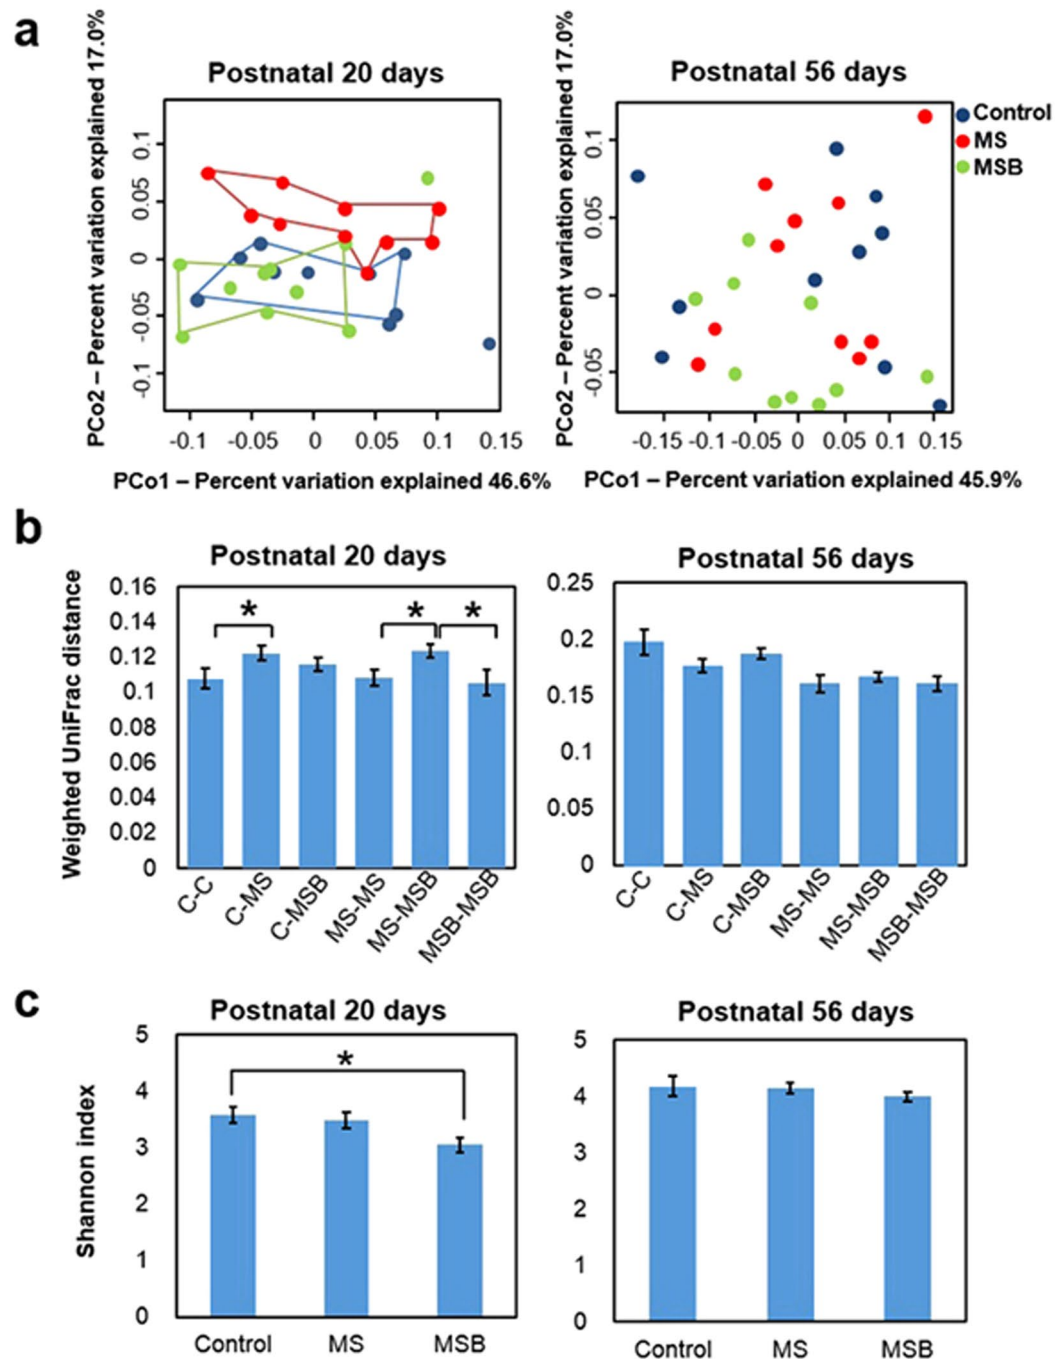 a
Postnatal 20 days
Postnatal 56 days
PCo2 – Percent variation explained 17.0%
0.1
0.05
0
-0.05
-0.1
-0.1 -0.05 0 0.05 0.1 0.15
PCo1 – Percent variation explained 46.6%
PCo2 – Percent variation explained 17.0%
0.1
0.05
0
-0.05
-0.15 -0.1 -0.05 0 0.05 0.1 0.15
PCo1 – Percent variation explained 45.9%
Control
MS
MSB
b
Postnatal 20 days
Weighted UniFrac distance
0.16
0.14
0.12
0.1
0.08
0.06
0.04
0.02
0
* * *
C-C C-MS C-MSB MS-MS MS-MSB MSB-MSB
Postnatal 56 days
0.25
0.2
0.15
0.1
0.05
0
C-C C-MS C-MSB MS-MS MS-MSB MSB-MSB
c
Postnatal 20 days
Shannon index
5
4
3
2
1
0
*
Control MS MSB
Postnatal 56 days
5
4
3
2
1
0
Control MS MSB